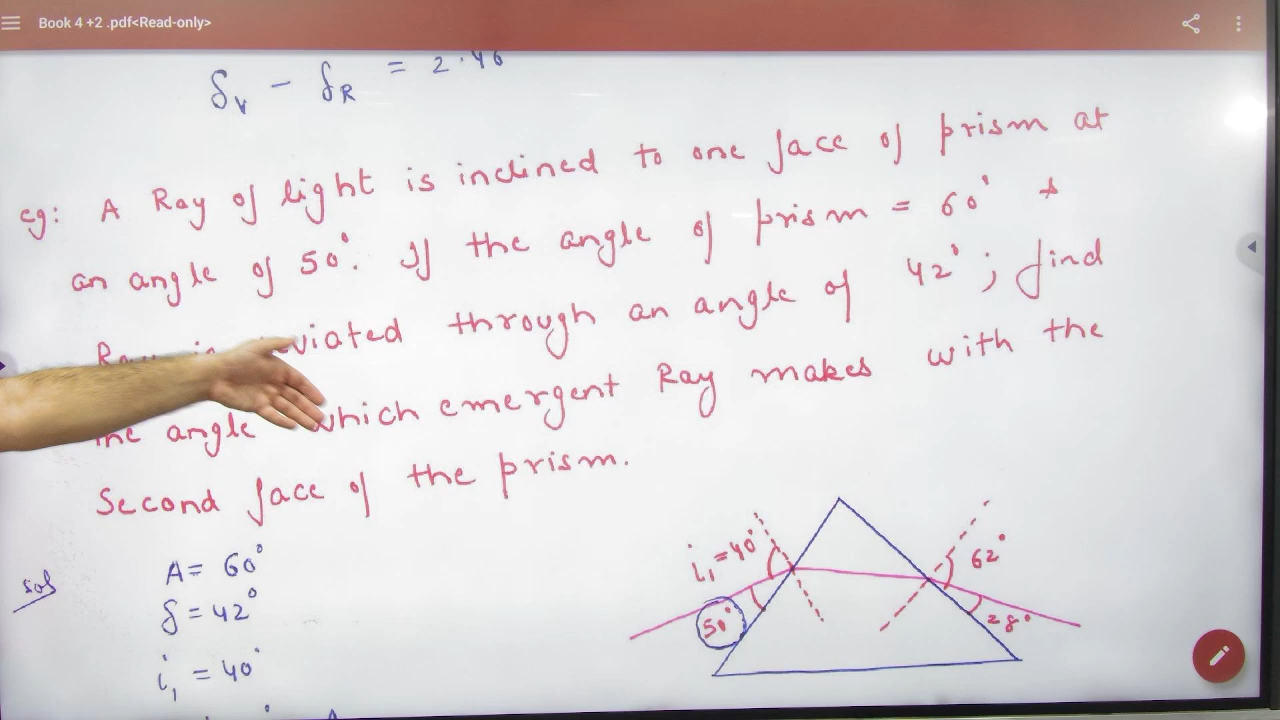 Book 4 +2 .pdf<Read-only>
δv - δR = 2.46
eg: A Ray of light is inclined to one face of prism at
an angle of 50°. If the angle of prism = 60° &
deviated through an angle of 42°; find
the angle which emergent Ray makes with the
Second face of the prism.
sol
A = 60°
δ = 42°
i₁ = 40°
i₁ = 40°
50°
62°
28°